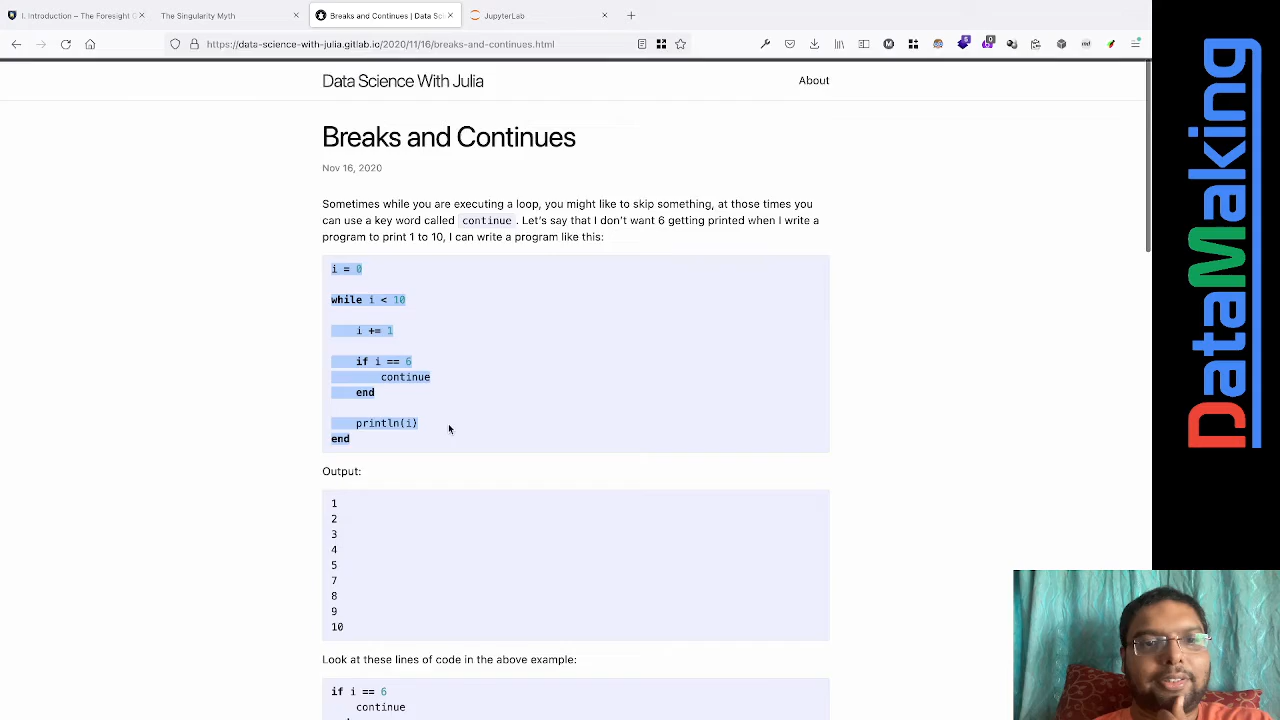 I. Introduction – The Foresight G
The Singularity Myth
Breaks and Continues | Data Sci
JupyterLab
https://data-science-with-julia.gitlab.io/2020/11/16/breaks-and-continues.html
Data Science With Julia
About
Breaks and Continues
Nov 16, 2020
Sometimes while you are executing a loop, you might like to skip something, at those times you
can use a key word called continue . Let's say that I don't want 6 getting printed when I write a
program to print 1 to 10, I can write a program like this:
i = 0
while i < 10
i += 1
if i == 6
continue
end
println(i)
end
Output:
1
2
3
4
5
7
8
9
10
Look at these lines of code in the above example:
if i == 6
continue
DataMaking